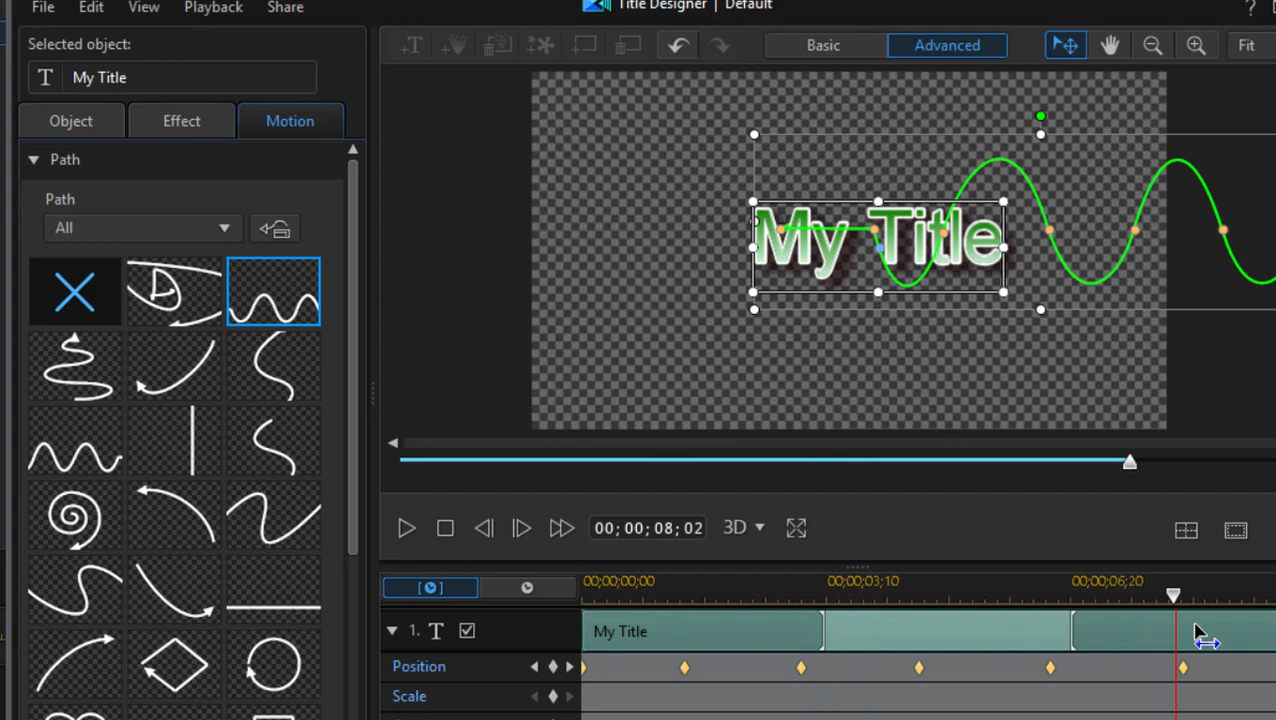 File Edit View Playback Share
Title Designer | Default
?
Selected object:
T My Title
Basic Advanced Fit
Object Effect Motion
Path
Path
All
My Title
00;00;08;02 3D
00;00;00;00 00;00;03;10 00;00;06;20
1. T My Title
Position
Scale